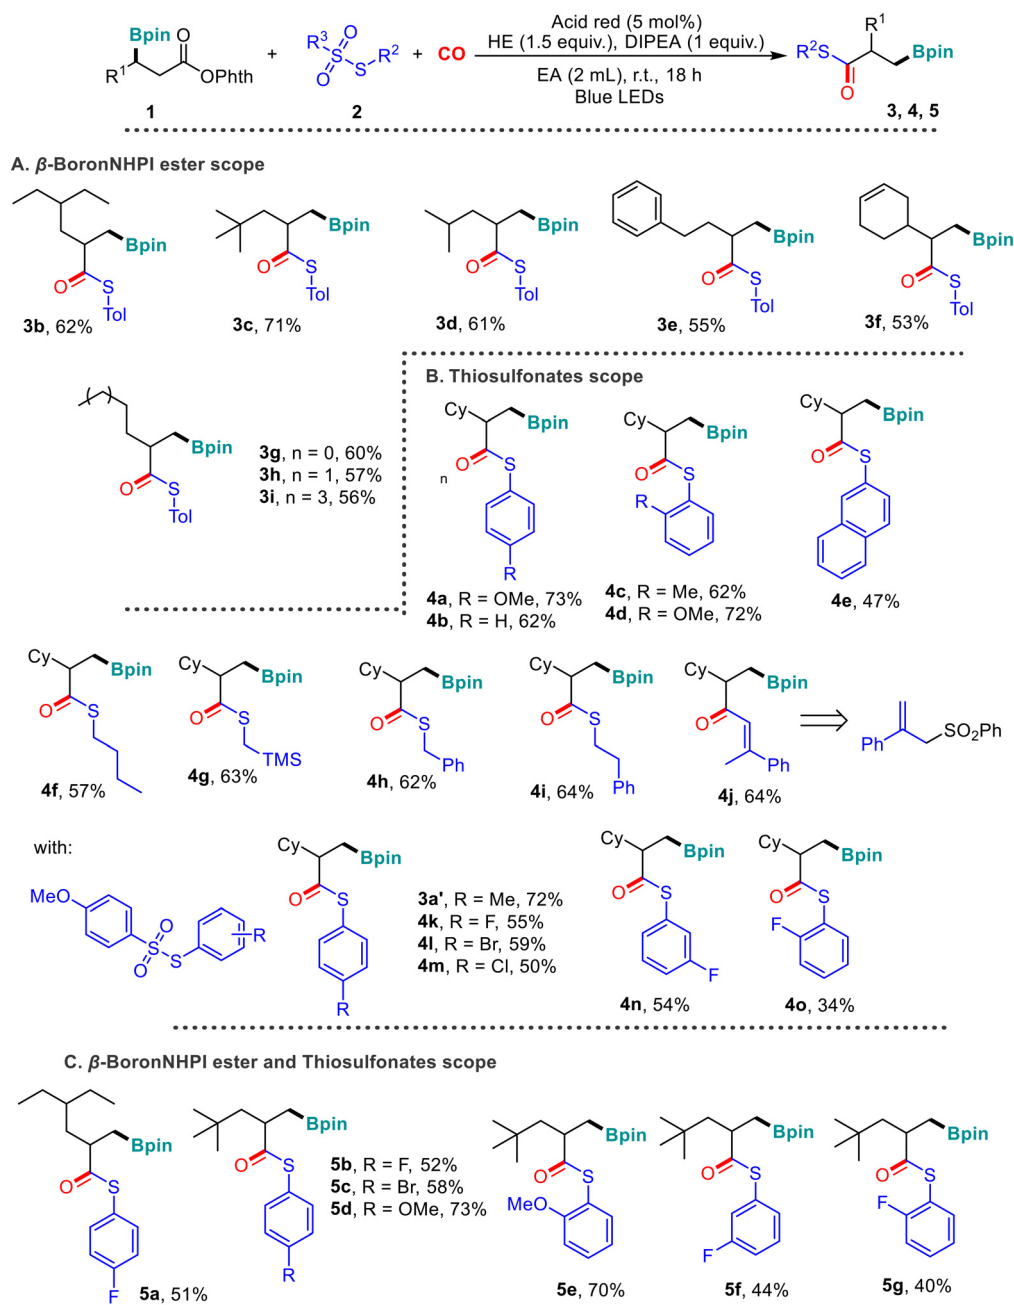 Bpin
O
R1
OPhth
1
+
R3
O
S
R2
O
S
2
+
CO
Acid red (5 mol%)
HE (1.5 equiv.), DIPEA (1 equiv.)
EA (2 mL), r.t., 18 h
Blue LEDs
R1
R2S
Bpin
O
3, 4, 5
A. β-BoronNHPI ester scope
Bpin
O
S
Tol
3b, 62%
Bpin
O
S
Tol
3c, 71%
Bpin
O
S
Tol
3d, 61%
Bpin
O
S
Tol
3e, 55%
Bpin
O
S
Tol
3f, 53%
( )
n
Bpin
O
S
Tol
3g, n = 0, 60%
3h, n = 1, 57%
3i, n = 3, 56%
B. Thiosulfonates scope
Cy
Bpin
O
S
R
4a, R = OMe, 73%
4b, R = H, 62%
Cy
Bpin
O
S
R
4c, R = Me, 62%
4d, R = OMe, 72%
Cy
Bpin
O
S
4e, 47%
Cy
Bpin
O
S
4f, 57%
Cy
Bpin
O
S
TMS
4g, 63%
Cy
Bpin
O
S
Ph
4h, 62%
Cy
Bpin
O
S
Ph
4i, 64%
Cy
Bpin
O
Ph
4j, 64%
Ph
SO2Ph
with:
MeO
O
S
O
S
R
Cy
Bpin
O
S
R
3a', R = Me, 72%
4k, R = F, 55%
4l, R = Br, 59%
4m, R = Cl, 50%
Cy
Bpin
O
S
F
4n, 54%
Cy
Bpin
O
S
F
4o, 34%
C. β-BoronNHPI ester and Thiosulfonates scope
Bpin
O
S
F
5a, 51%
Bpin
O
S
R
5b, R = F, 52%
5c, R = Br, 58%
5d, R = OMe, 73%
Bpin
O
S
MeO
5e, 70%
Bpin
O
S
F
5f, 44%
Bpin
O
S
F
5g, 40%